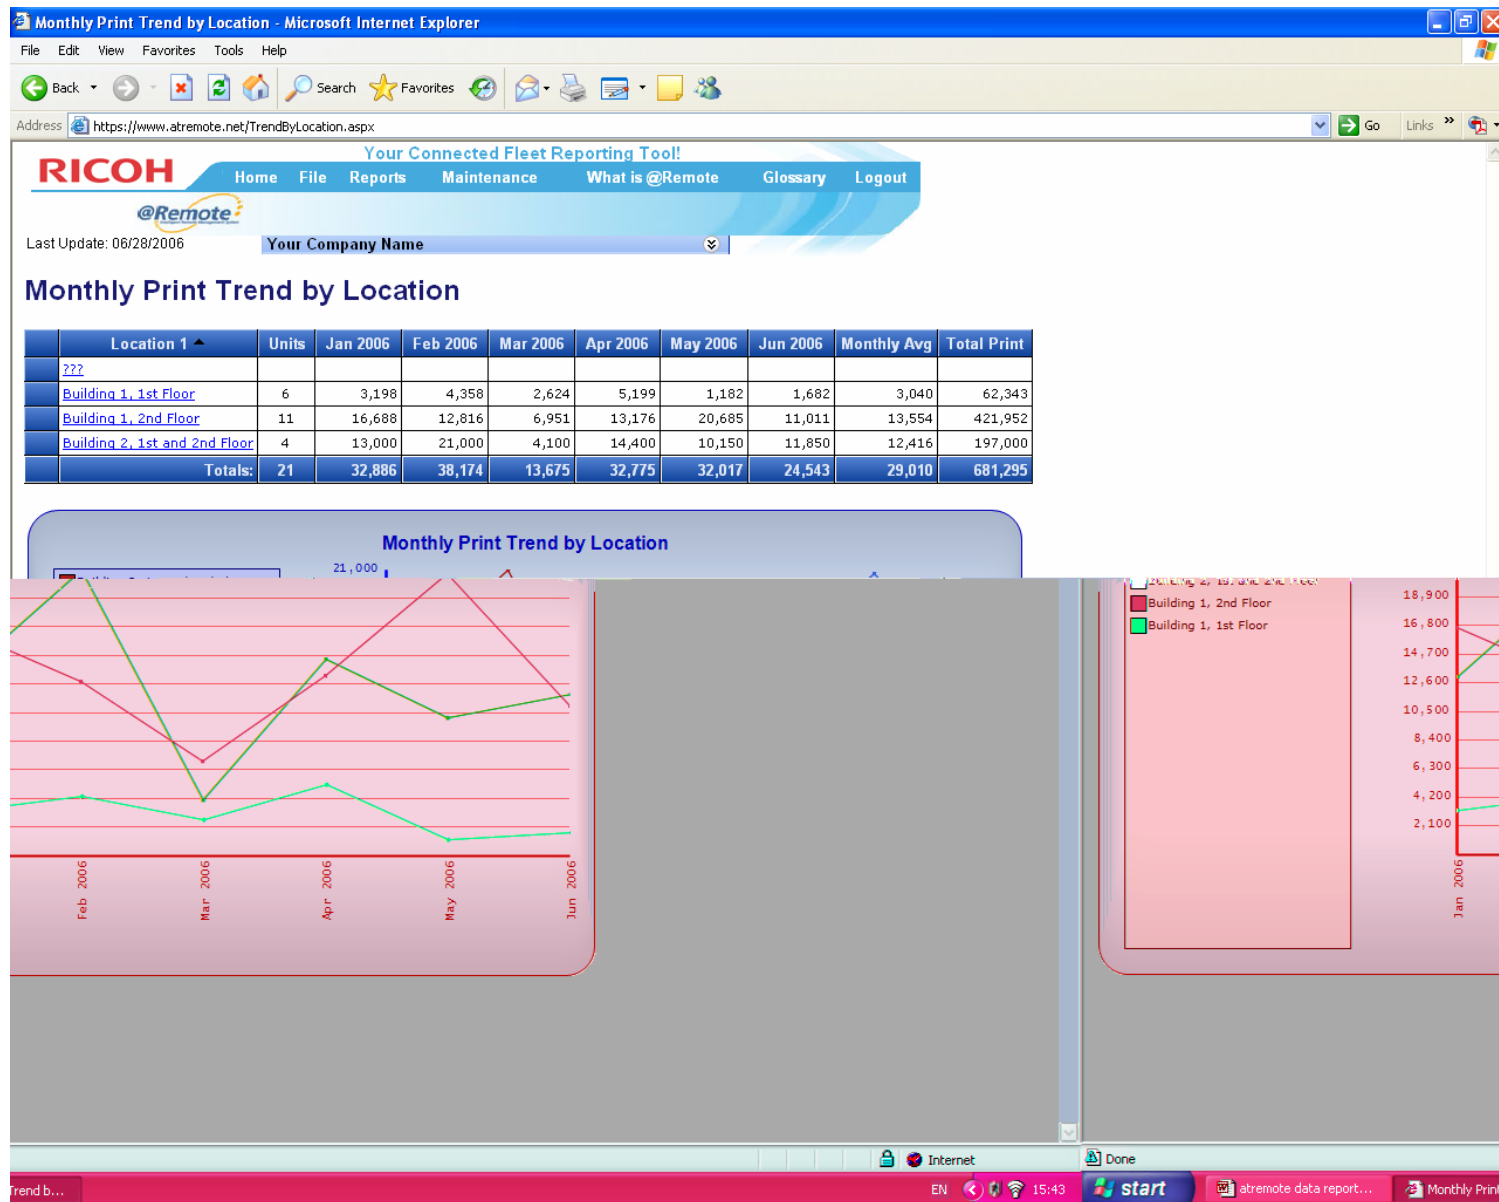 Monthly Print Trend by Location - Microsoft Internet Explorer
File Edit View Favorites Tools Help
Back Search Favorites
Address https://www.atremote.net/TrendByLocation.aspx Go Links »
RICOH
Your Connected Fleet Reporting Tool!
Home File Reports Maintenance What is @Remote Glossary Logout
@Remote
Last Update: 06/28/2006 Your Company Name
Monthly Print Trend by Location
Location 1 Units Jan 2006 Feb 2006 Mar 2006 Apr 2006 May 2006 Jun 2006 Monthly Avg Total Print
???
Building 1, 1st Floor 6 3,198 4,358 2,624 5,199 1,182 1,682 3,040 62,343
Building 1, 2nd Floor 11 16,688 12,816 6,951 13,176 20,685 11,011 13,554 421,952
Building 2, 1st and 2nd Floor 4 13,000 21,000 4,100 14,400 10,150 11,850 12,416 197,000
Totals: 21 32,886 38,174 13,675 32,775 32,017 24,543 29,010 681,295
Monthly Print Trend by Location
21,000
Building 2, 1st and 2nd Floor
Building 1, 2nd Floor
Building 1, 1st Floor
18,900
16,800
14,700
12,600
10,500
8,400
6,300
4,200
2,100
Feb 2006
Mar 2006
Apr 2006
May 2006
Jun 2006
Jan 2006
Internet
Done
Trend b...
EN 15:43
start
atremote data report...
Monthly Print